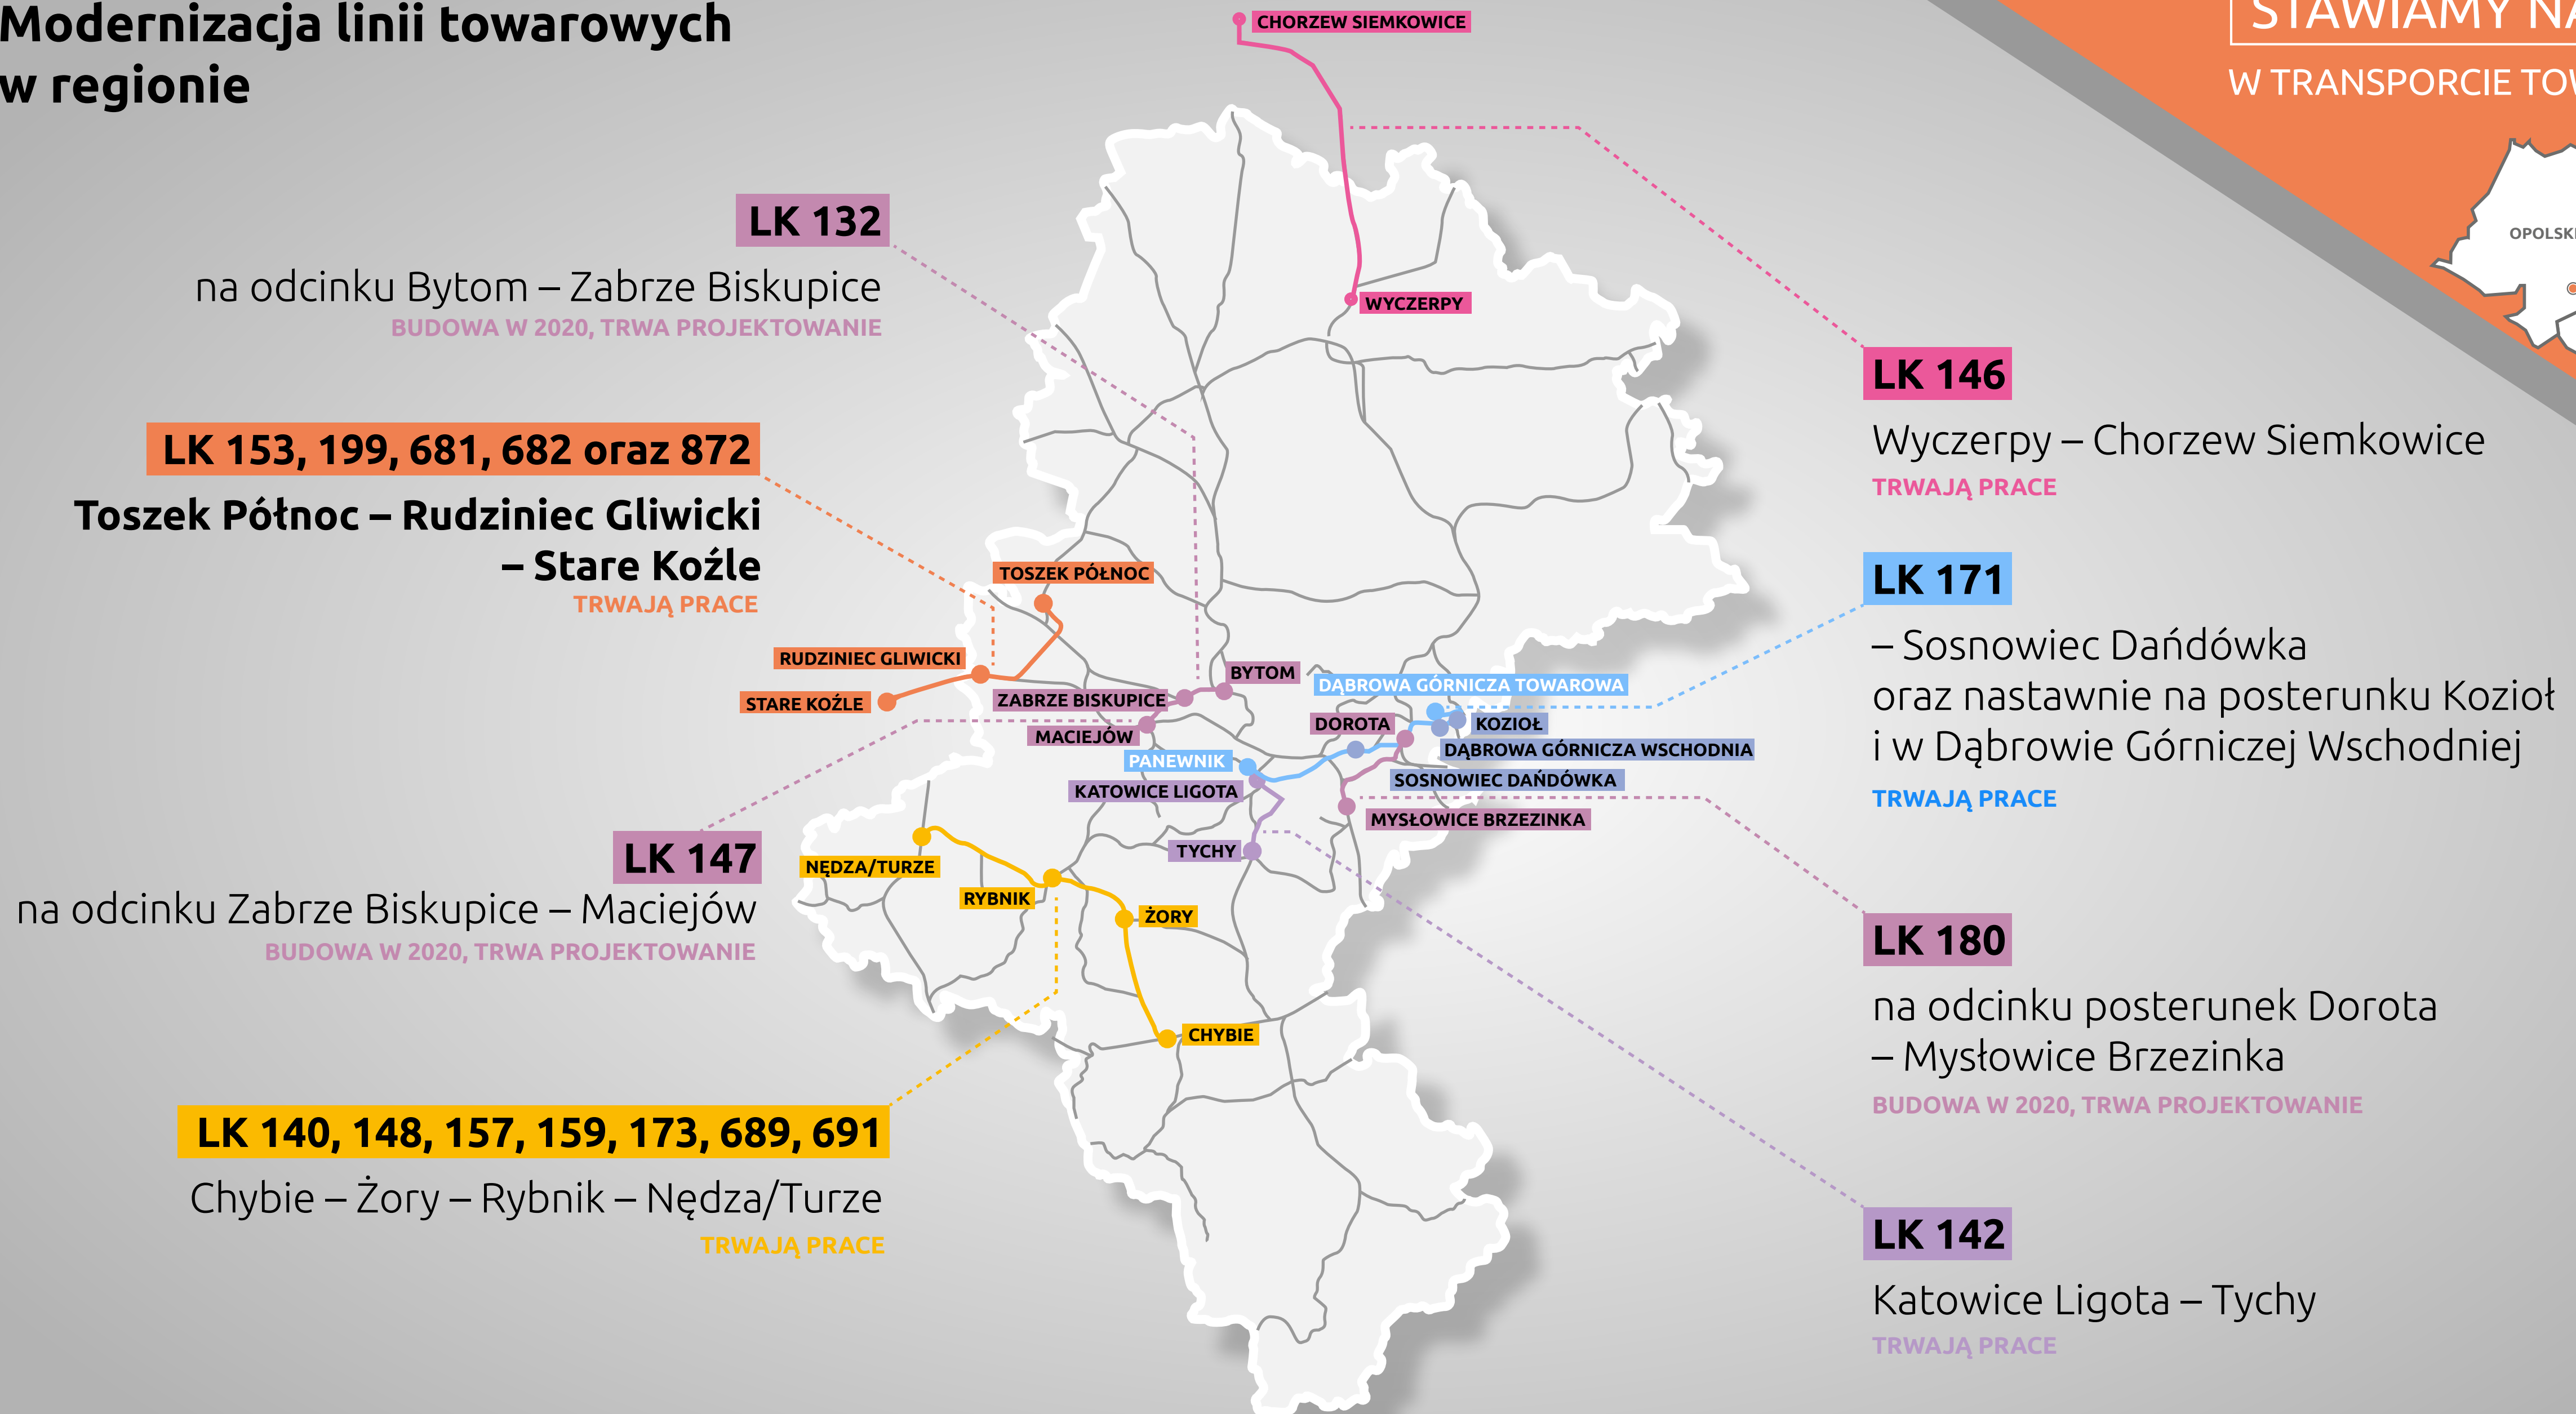 Modernizacja linii towarowych
w regionie
STAWIAMY
W TRANSPORCIE
OPOLSKI
LK 132
na odcinku Bytom – Zabrze Biskupice
BUDOWA W 2020, TRWA PROJEKTOWANIE
LK 153, 199, 681, 682 oraz 872
Toszek Północ – Rudziniec Gliwicki
– Stare Koźle
TRWAJĄ PRACE
LK 147
na odcinku Zabrze Biskupice – Maciejów
BUDOWA W 2020, TRWA PROJEKTOWANIE
LK 140, 148, 157, 159, 173, 689, 691
Chybie – Żory – Rybnik – Nędza/Turze
TRWAJĄ PRACE
CHORZEW SIEMKOWICE
WYCZERPY
TOSZEK PÓŁNOC
RUDZINIEC GLIWICKI
STARE KOŹLE
BYTOM
ZABRZE BISKUPICE
MACIEJÓW
DĄBROWA GÓRNICZA TOWAROWA
DOROTA
KOZIOŁ
DĄBROWA GÓRNICZA WSCHODNIA
PANEWNIK
SOSNOWIEC DAŃDÓWKA
KATOWICE LIGOTA
MYSŁOWICE BRZEZINKA
TYCHY
NĘDZA/TURZE
RYBNIK
ŻORY
CHYBIE
LK 146
Wyczerpy – Chorzew Siemkowice
TRWAJĄ PRACE
LK 171
– Sosnowiec Dańdówka
oraz nastawnie na posterunku Kozioł
i w Dąbrowie Górniczej Wschodniej
TRWAJĄ PRACE
LK 180
na odcinku posterunek Dorota
– Mysłowice Brzezinka
BUDOWA W 2020, TRWA PROJEKTOWANIE
LK 142
Katowice Ligota – Tychy
TRWAJĄ PRACE